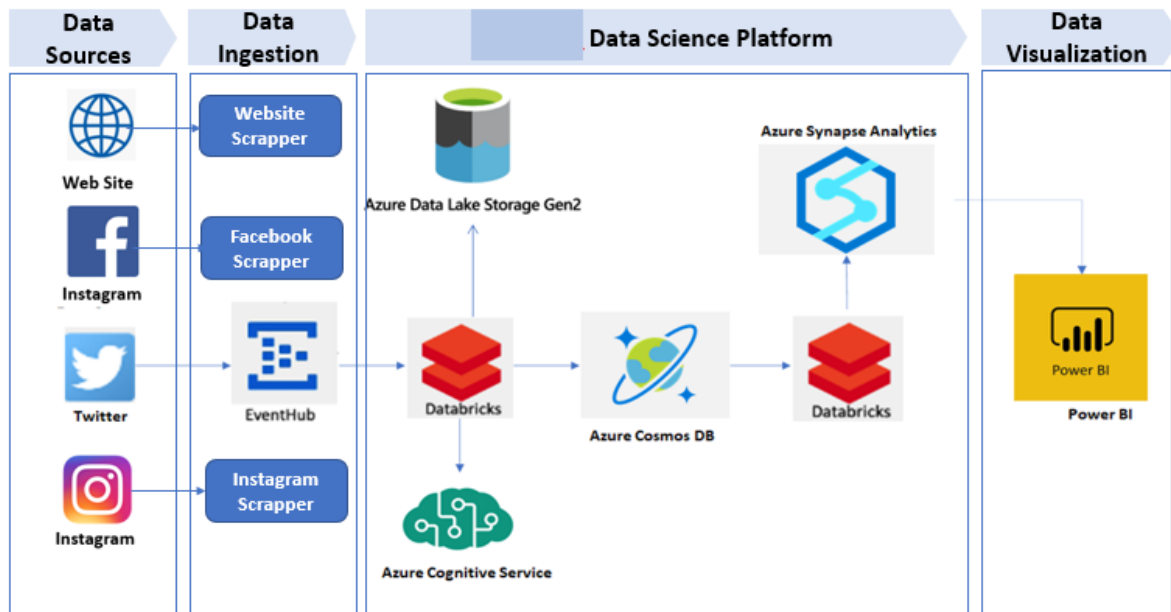 Data
Sources
Data
Ingestion
Data Science Platform
Data
Visualization
Web Site
Instagram
Twitter
Instagram
Website
Scrapper
Facebook
Scrapper
EventHub
Instagram
Scrapper
Azure Data Lake Storage Gen2
Databricks
Azure Cognitive Service
Azure Cosmos DB
Azure Synapse Analytics
Databricks
Power BI
Power BI